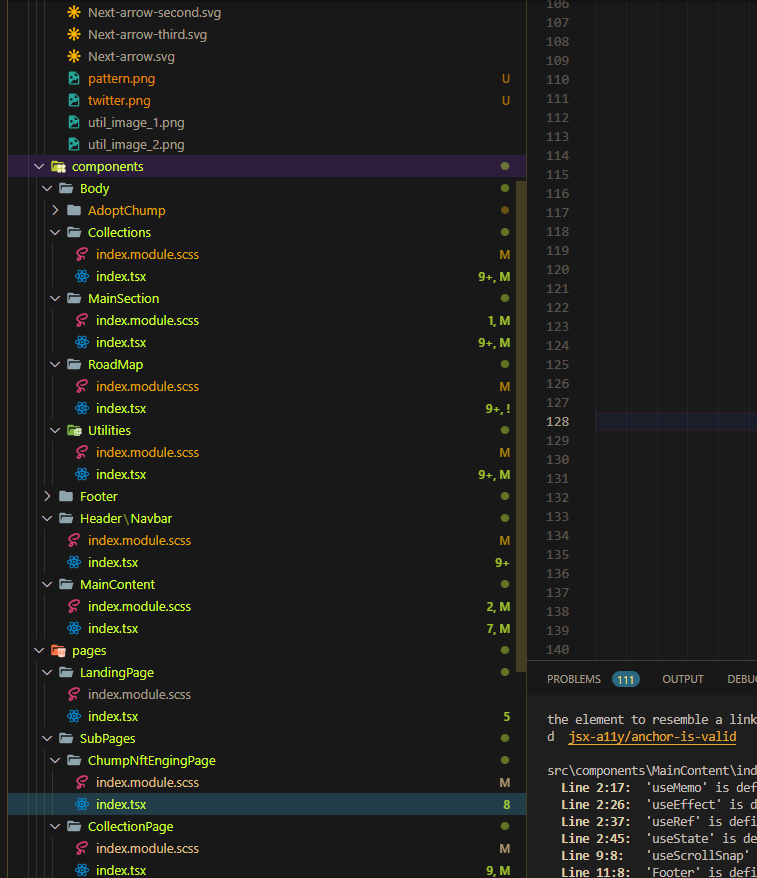 Next-arrow-second.svg
Next-arrow-third.svg
Next-arrow.svg
pattern.png U
twitter.png U
util_image_1.png
util_image_2.png
components
Body
AdoptChump
Collections
index.module.scss M
index.tsx 9+, M
MainSection
index.module.scss 1, M
index.tsx 9+, M
RoadMap
index.module.scss M
index.tsx 9+, !
Utilities
index.module.scss M
index.tsx 9+, M
Footer
Header\Navbar
index.module.scss M
index.tsx 9+
MainContent
index.module.scss 2, M
index.tsx 7, M
pages
LandingPage
index.module.scss
index.tsx 5
SubPages
ChumpNftEngingPage
index.module.scss M
index.tsx 8
CollectionPage
index.module.scss M
index.tsx 9, M
106
107
108
109
110
111
112
113
114
115
116
117
118
119
120
121
122
123
124
125
126
127
128
129
130
131
132
133
134
135
136
137
138
139
140
PROBLEMS 111 OUTPUT DEBU
the element to resemble a link
d jsx-a11y/anchor-is-valid
src\components\MainContent\ind
Line 2:17: 'useMemo' is def
Line 2:26: 'useEffect' is d
Line 2:37: 'useRef' is defi
Line 2:45: 'useState' is de
Line 9:8: 'useScrollSnap'
Line 11:8: 'Footer' is defi